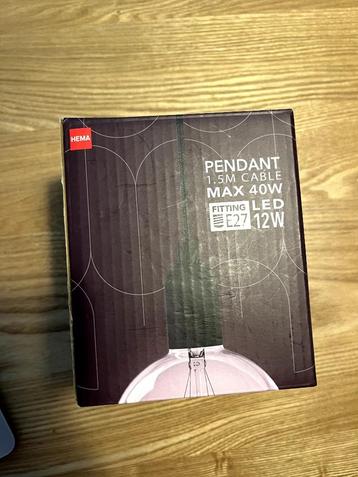 HEMA
PENDANT
1.5M CABLE
MAX 40W
FITTING LED
E27 12W